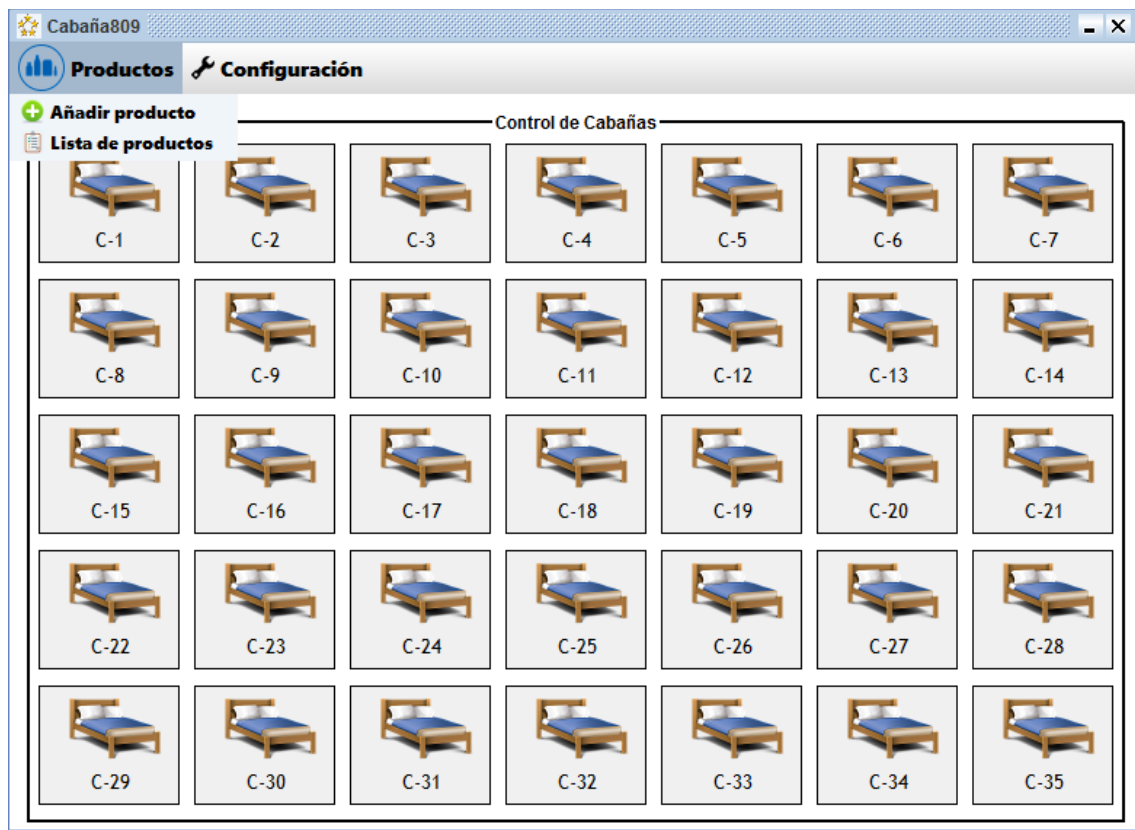 Cabaña809
Productos Configuración
Añadir producto
Lista de productos
Control de Cabañas
C-1 C-2 C-3 C-4 C-5 C-6 C-7
C-8 C-9 C-10 C-11 C-12 C-13 C-14
C-15 C-16 C-17 C-18 C-19 C-20 C-21
C-22 C-23 C-24 C-25 C-26 C-27 C-28
C-29 C-30 C-31 C-32 C-33 C-34 C-35